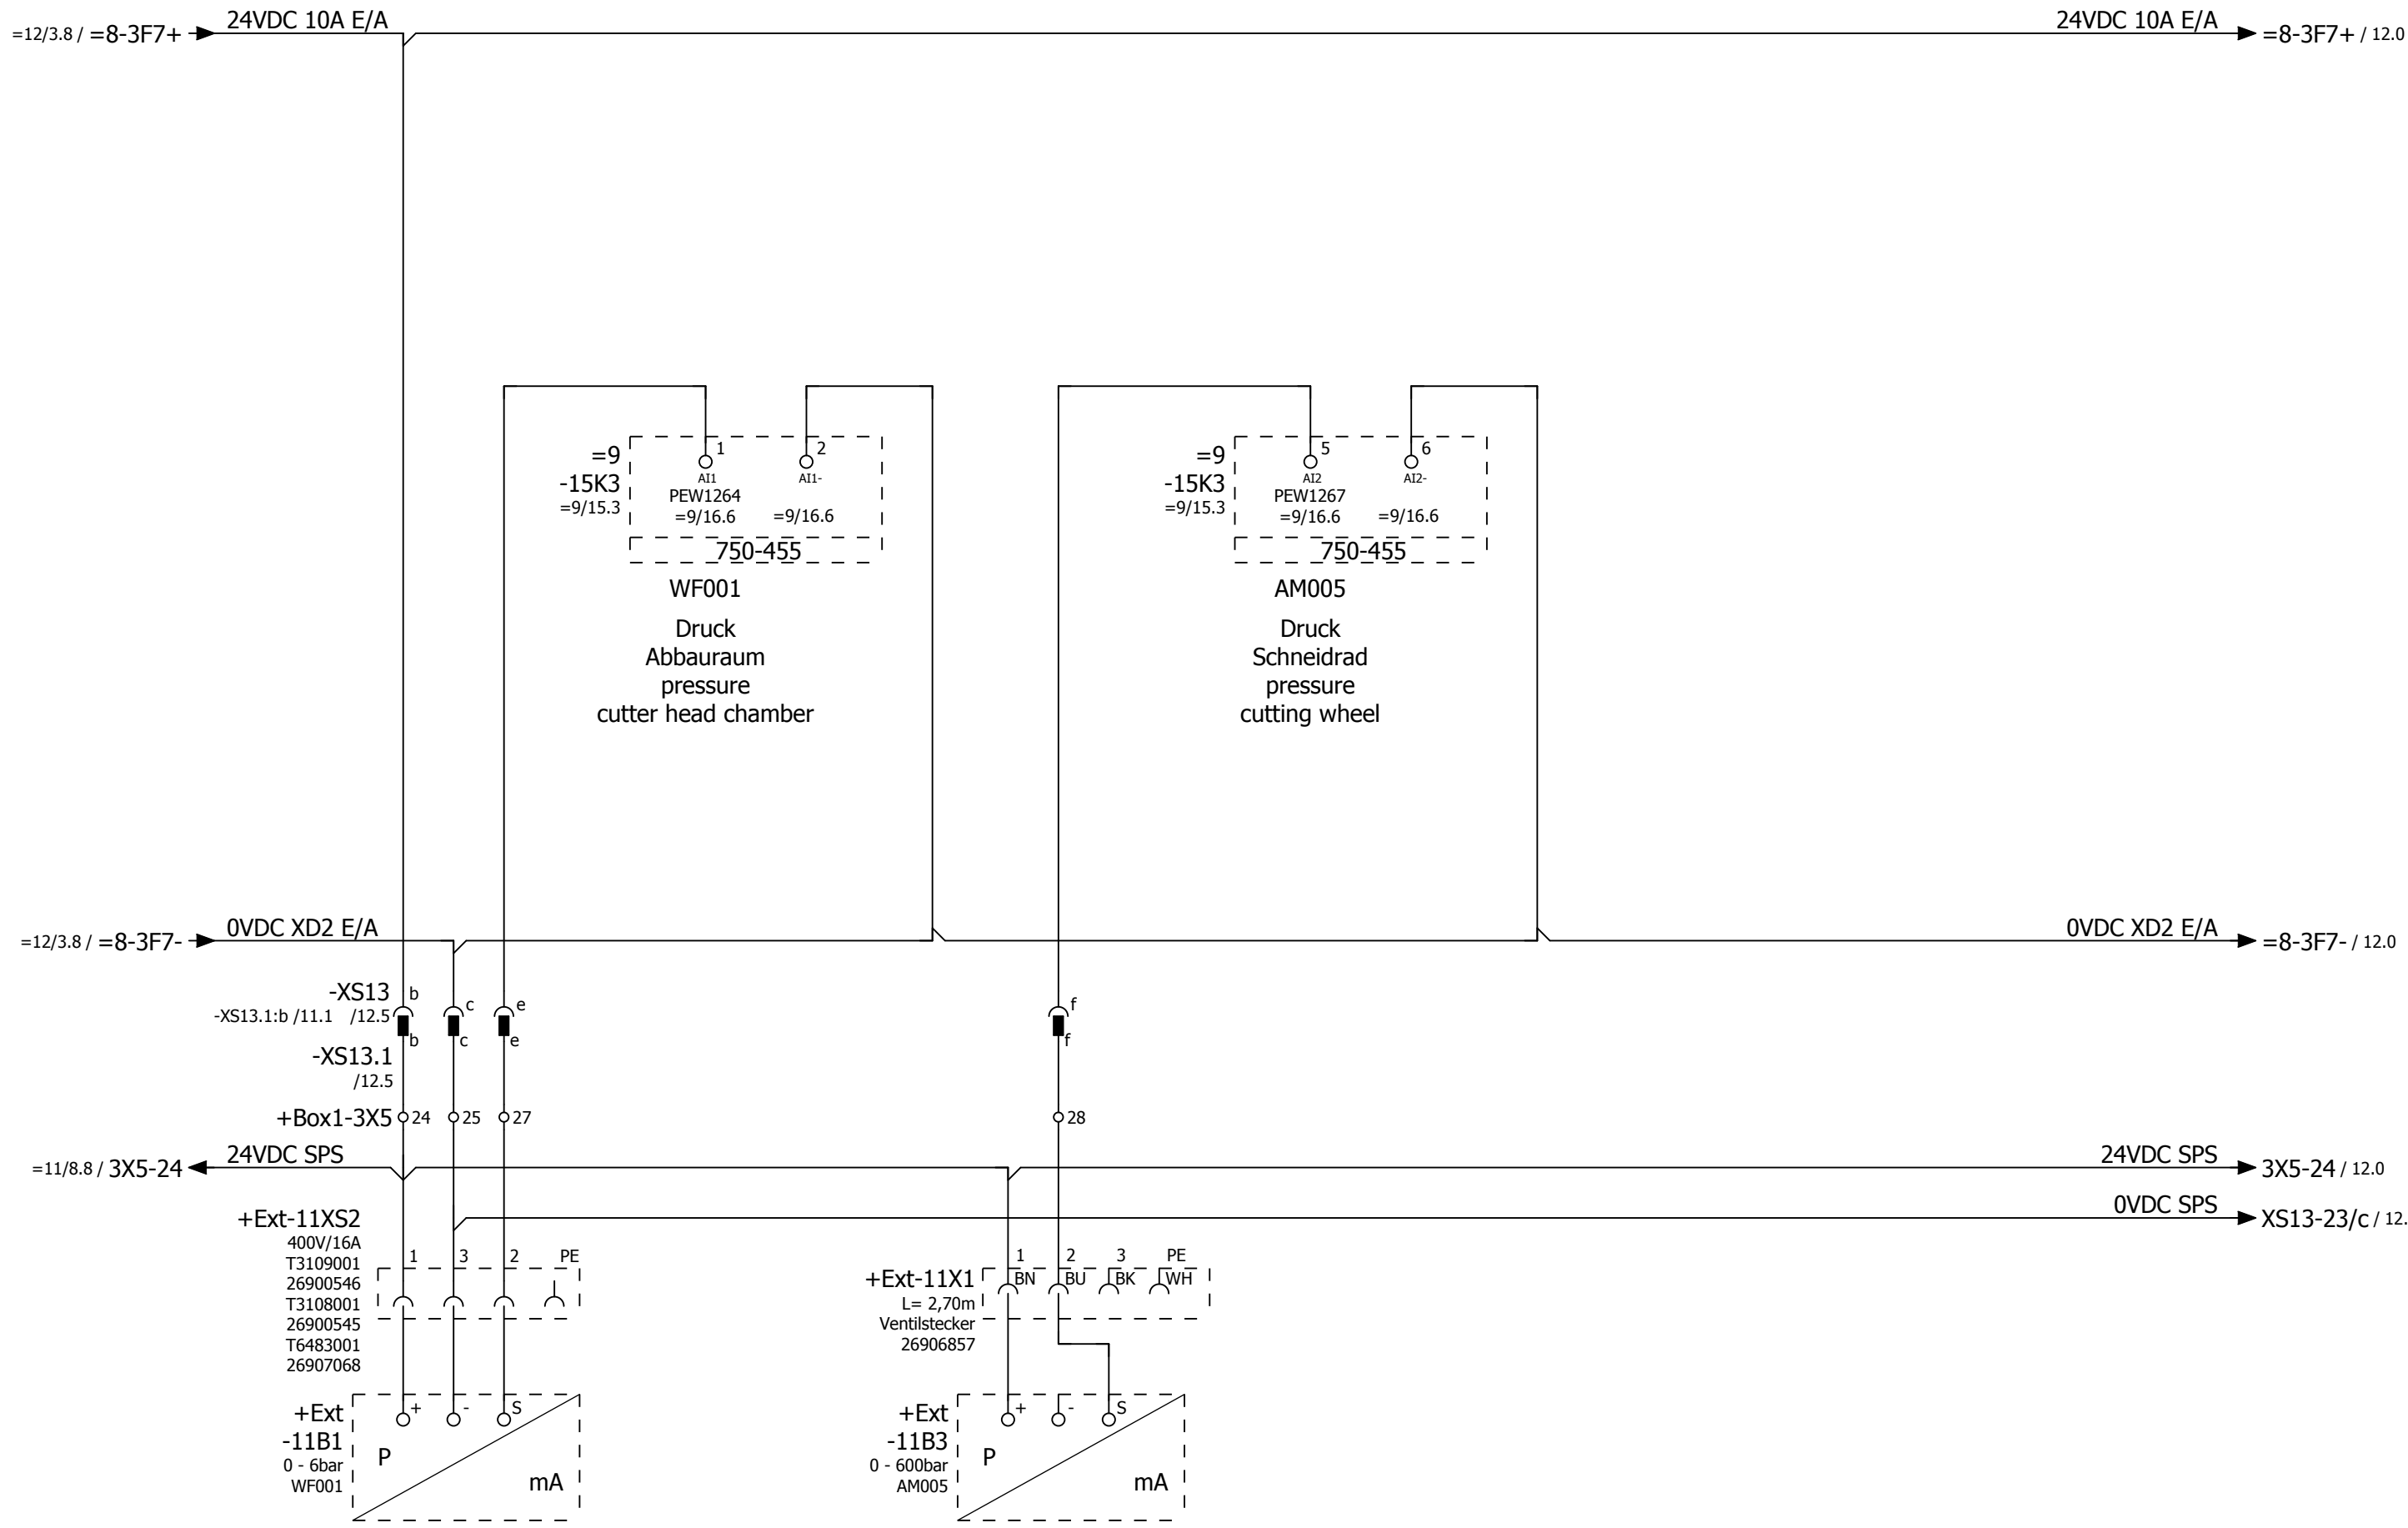 24VDC 10A E/A
24VDC 10A E/A
=12/3.8 / =8-3F7+
=8-3F7+ / 12.0
=9
-15K3
=9/15.3
1
2
AI1
AI1-
PEW1264
=9/16.6
=9/16.6
750-455
WF001
Druck
Abbauraum
pressure
cutter head chamber
=9
-15K3
=9/15.3
5
6
AI2
AI2-
PEW1267
=9/16.6
=9/16.6
750-455
AM005
Druck
Schneidrad
pressure
cutting wheel
0VDC XD2 E/A
0VDC XD2 E/A
=12/3.8 / =8-3F7-
=8-3F7- / 12.0
-XS13
b
c
e
f
-XS13.1:b /11.1 /12.5
b
c
e
f
-XS13.1
/12.5
+Box1-3X5
24
25
27
28
24VDC SPS
24VDC SPS
=11/8.8 / 3X5-24
3X5-24 / 12.0
0VDC SPS
XS13-23/c / 12.
+Ext-11XS2
400V/16A
T3109001
26900546
T3108001
26900545
T6483001
26907068
1
3
2
PE
+Ext-11X1
L= 2,70m
Ventilstecker
26906857
1
2
3
PE
BN
BU
BK
WH
+Ext
-11B1
0 - 6bar
WF001
+
-
S
P
mA
+Ext
-11B3
0 - 600bar
AM005
+
-
S
P
mA